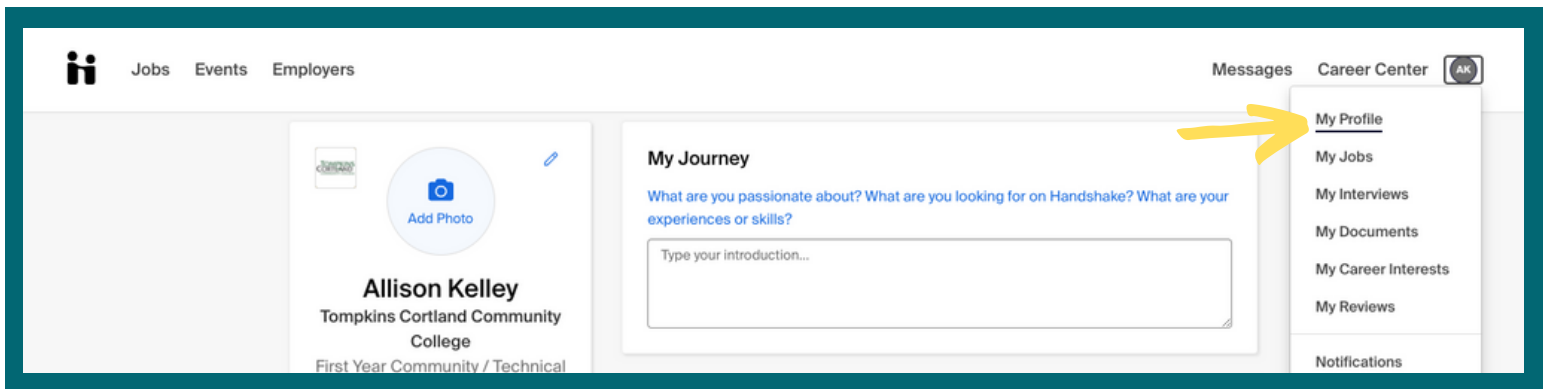 Jobs Events Employers Messages Career Center AK
TOMPKINS
CORTLAND
Add Photo
Allison Kelley
Tompkins Cortland Community
College
First Year Community / Technical
My Journey
What are you passionate about? What are you looking for on Handshake? What are your
experiences or skills?
Type your introduction...
My Profile
My Jobs
My Interviews
My Documents
My Career Interests
My Reviews
Notifications